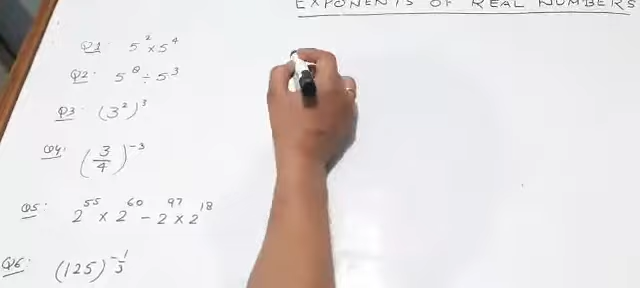 EXPONENTS OF REAL NUMBERS
Q1: 5² × 5⁴
Q2: 5⁸ ÷ 5³
Q3: (3²)³
Q4: (3/4)⁻³
Q5: 2⁵⁵ × 2⁶⁰ − 2⁹⁷ × 2¹⁸
Q6: (125)^(-1/3)